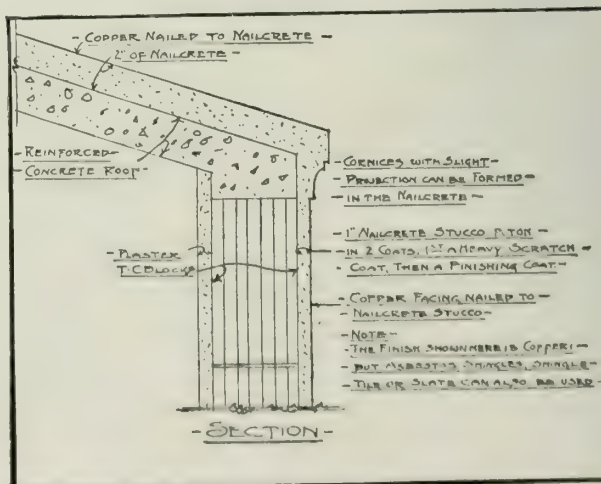 - COPPER NAILED TO NAILCRETE -
2" OF NAILCRETE -
- REINFORCED -
CONCRETE ROOF -
- CORNICES WITH SLIGHT -
PROJECTION CAN BE FORMED -
- IN THE NAILCRETE
- PLASTER
T.C. BLOCKS
- 1" NAILCRETE STUCCO PUT ON
- IN 2 COATS, 1ST A HEAVY SCRATCH
- COAT, THEN A FINISHING COAT -
- COPPER FACING NAILED TO -
- NAILCRETE STUCCO -
- NOTE -
- THE FINISH SHOWN HERE IS COPPER:
- BUT ASBESTOS SHINGLES, SHINGLE -
- TILE OR SLATE CAN ALSO BE USED -
- SECTION -